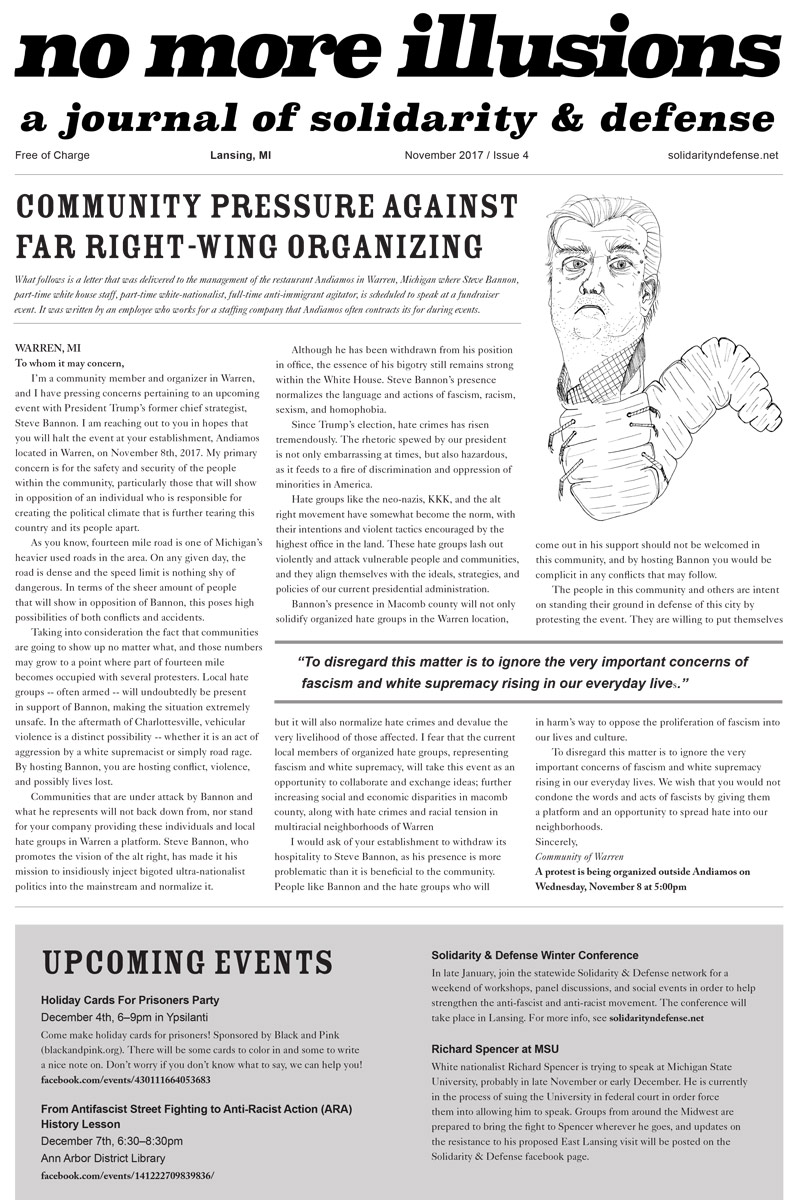 no more illusions
a journal of solidarity & defense
Free of Charge
Lansing, MI
November 2017 / Issue 4
solidarityndefense.net
COMMUNITY PRESSURE AGAINST
FAR RIGHT-WING ORGANIZING
What follows is a letter that was delivered to the management of the restaurant Andiamos in Warren, Michigan where Steve Bannon,
part-time white house staff, part-time white-nationalist, full-time anti-immigrant agitator, is scheduled to speak at a fundraiser
event. It was written by an employee who works for a staffing company that Andiamos often contracts its for during events.
WARREN, MI
To whom it may concern,
I'm a community member and organizer in Warren,
and I have pressing concerns pertaining to an upcoming
event with President Trump's former chief strategist,
Steve Bannon. I am reaching out to you in hopes that
you will halt the event at your establishment, Andiamos
located in Warren, on November 8th, 2017. My primary
concern is for the safety and security of the people
within the community, particularly those that will show
in opposition of an individual who is responsible for
creating the political climate that is further tearing this
country and its people apart.
As you know, fourteen mile road is one of Michigan's
heavier used roads in the area. On any given day, the
road is dense and the speed limit is nothing shy of
dangerous. In terms of the sheer amount of people
that will show in opposition of Bannon, this poses high
possibilities of both conflicts and accidents.
Taking into consideration the fact that communities
are going to show up no matter what, and those numbers
may grow to a point where part of fourteen mile
becomes occupied with several protesters. Local hate
groups -- often armed -- will undoubtedly be present
in support of Bannon, making the situation extremely
unsafe. In the aftermath of Charlottesville, vehicular
violence is a distinct possibility -- whether it is an act of
aggression by a white supremacist or simply road rage.
By hosting Bannon, you are hosting conflict, violence,
and possibly lives lost.
Communities that are under attack by Bannon and
what he represents will not back down from, nor stand
for your company providing these individuals and local
hate groups in Warren a platform. Steve Bannon, who
promotes the vision of the alt right, has made it his
mission to insidiously inject bigoted ultra-nationalist
politics into the mainstream and normalize it.
Although he has been withdrawn from his position
in office, the essence of his bigotry still remains strong
within the White House. Steve Bannon's presence
normalizes the language and actions of fascism, racism,
sexism, and homophobia.
Since Trump's election, hate crimes has risen
tremendously. The rhetoric spewed by our president
is not only embarrassing at times, but also hazardous,
as it feeds to a fire of discrimination and oppression of
minorities in America.
Hate groups like the neo-nazis, KKK, and the alt
right movement have somewhat become the norm, with
their intentions and violent tactics encouraged by the
highest office in the land. These hate groups lash out
violently and attack vulnerable people and communities,
and they align themselves with the ideals, strategies, and
policies of our current presidential administration.
Bannon's presence in Macomb county will not only
solidify organized hate groups in the Warren location,
"To disregard this matter is to ignore the very important concerns of
fascism and white supremacy rising in our everyday lives."
but it will also normalize hate crimes and devalue the
very livelihood of those affected. I fear that the current
local members of organized hate groups, representing
fascism and white supremacy, will take this event as an
opportunity to collaborate and exchange ideas; further
increasing social and economic disparities in macomb
county, along with hate crimes and racial tension in
multiracial neighborhoods of Warren
I would ask of your establishment to withdraw its
hospitality to Steve Bannon, as his presence is more
problematic than it is beneficial to the community.
People like Bannon and the hate groups who will
come out in his support should not be welcomed in
this community, and by hosting Bannon you would be
complicit in any conflicts that may follow.
The people in this community and others are intent
on standing their ground in defense of this city by
protesting the event. They are willing to put themselves
in harm's way to oppose the proliferation of fascism into
our lives and culture.
To disregard this matter is to ignore the very
important concerns of fascism and white supremacy
rising in our everyday lives. We wish that you would not
condone the words and acts of fascists by giving them
a platform and an opportunity to spread hate into our
neighborhoods.
Sincerely,
Community of Warren
A protest is being organized outside Andiamos on
Wednesday, November 8 at 5:00pm
UPCOMING EVENTS
Holiday Cards For Prisoners Party
December 4th, 6–9pm in Ypsilanti
Come make holiday cards for prisoners! Sponsored by Black and Pink
(blackandpink.org). There will be some cards to color in and some to write
a nice note on. Don't worry if you don't know what to say, we can help you!
facebook.com/events/430111664053683
From Antifascist Street Fighting to Anti-Racist Action (ARA)
History Lesson
December 7th, 6:30–8:30pm
Ann Arbor District Library
facebook.com/events/141222709839836/
Solidarity & Defense Winter Conference
In late January, join the statewide Solidarity & Defense network for a
weekend of workshops, panel discussions, and social events in order to help
strengthen the anti-fascist and anti-racist movement. The conference will
take place in Lansing. For more info, see solidarityndefense.net
Richard Spencer at MSU
White nationalist Richard Spencer is trying to speak at Michigan State
University, probably in late November or early December. He is currently
in the process of suing the University in federal court in order force
them into allowing him to speak. Groups from around the Midwest are
prepared to bring the fight to Spencer wherever he goes, and updates on
the resistance to his proposed East Lansing visit will be posted on the
Solidarity & Defense facebook page.